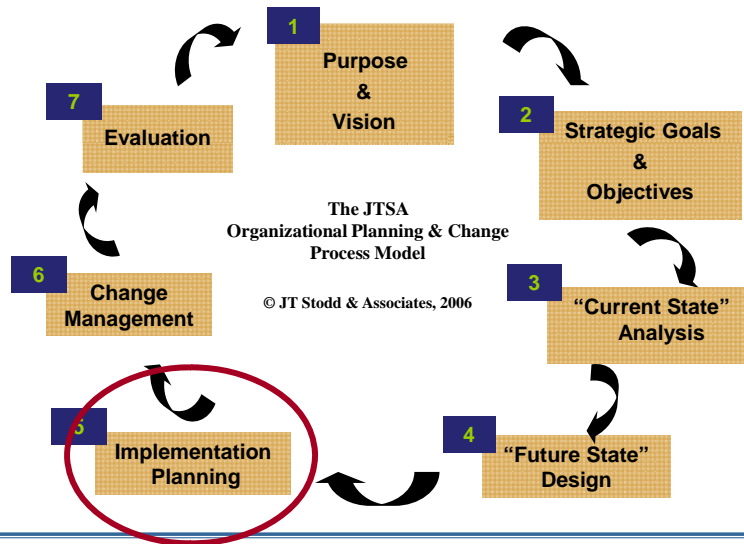 1
Purpose
&
Vision
2
Strategic Goals
&
Objectives
3
“Current State”
Analysis
4
“Future State”
Design
5
Implementation
Planning
6
Change
Management
7
Evaluation
The JTSA
Organizational Planning & Change
Process Model
© JT Stodd & Associates, 2006